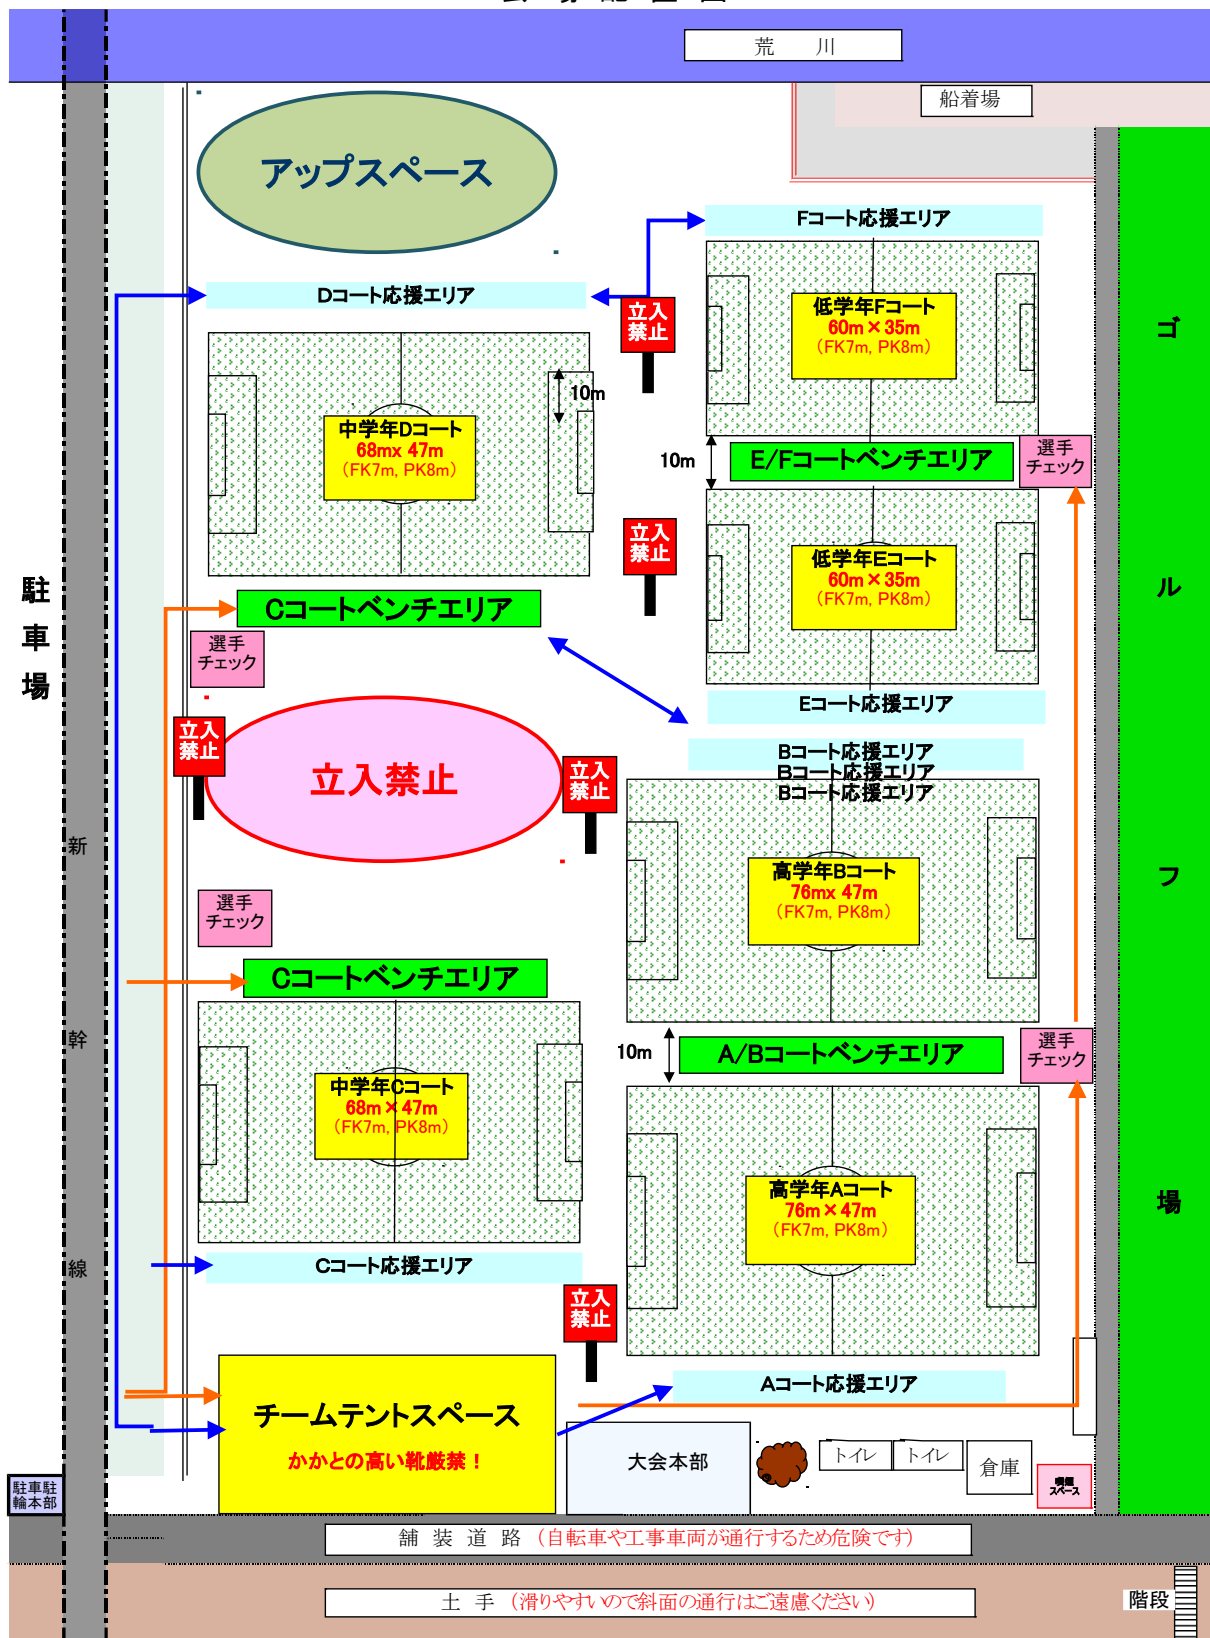 荒 川
船着場
アップスペース
Fコート応援エリア
Dコート応援エリア
立入
禁止
低学年Fコート
60m×35m
(FK7m, PK8m)
ゴ
10m
中学年Dコート
68mx 47m
(FK7m, PK8m)
10m
E/Fコートベンチエリア
選手
チェック
立入
禁止
低学年Eコート
60m×35m
(FK7m, PK8m)
ル
駐
車
場
Cコートベンチエリア
選手
チェック
Eコート応援エリア
立入
禁止
立入禁止
立入
禁止
Bコート応援エリア
Bコート応援エリア
Bコート応援エリア
新
高学年Bコート
76mx 47m
(FK7m, PK8m)
フ
選手
チェック
Cコートベンチエリア
幹
10m
A/Bコートベンチエリア
選手
チェック
中学年Cコート
68m×47m
(FK7m, PK8m)
高学年Aコート
76m×47m
(FK7m, PK8m)
場
線
Cコート応援エリア
立入
禁止
Aコート応援エリア
チームテントスペース
かかとの高い靴厳禁！
大会本部
トイレ
トイレ
倉庫
喫煙
スペース
駐車駐
輪本部
舗 装 道 路 (自転車や工事車両が通行するため危険です)
土 手 (滑りやすいので斜面の通行はご遠慮ください)
階段